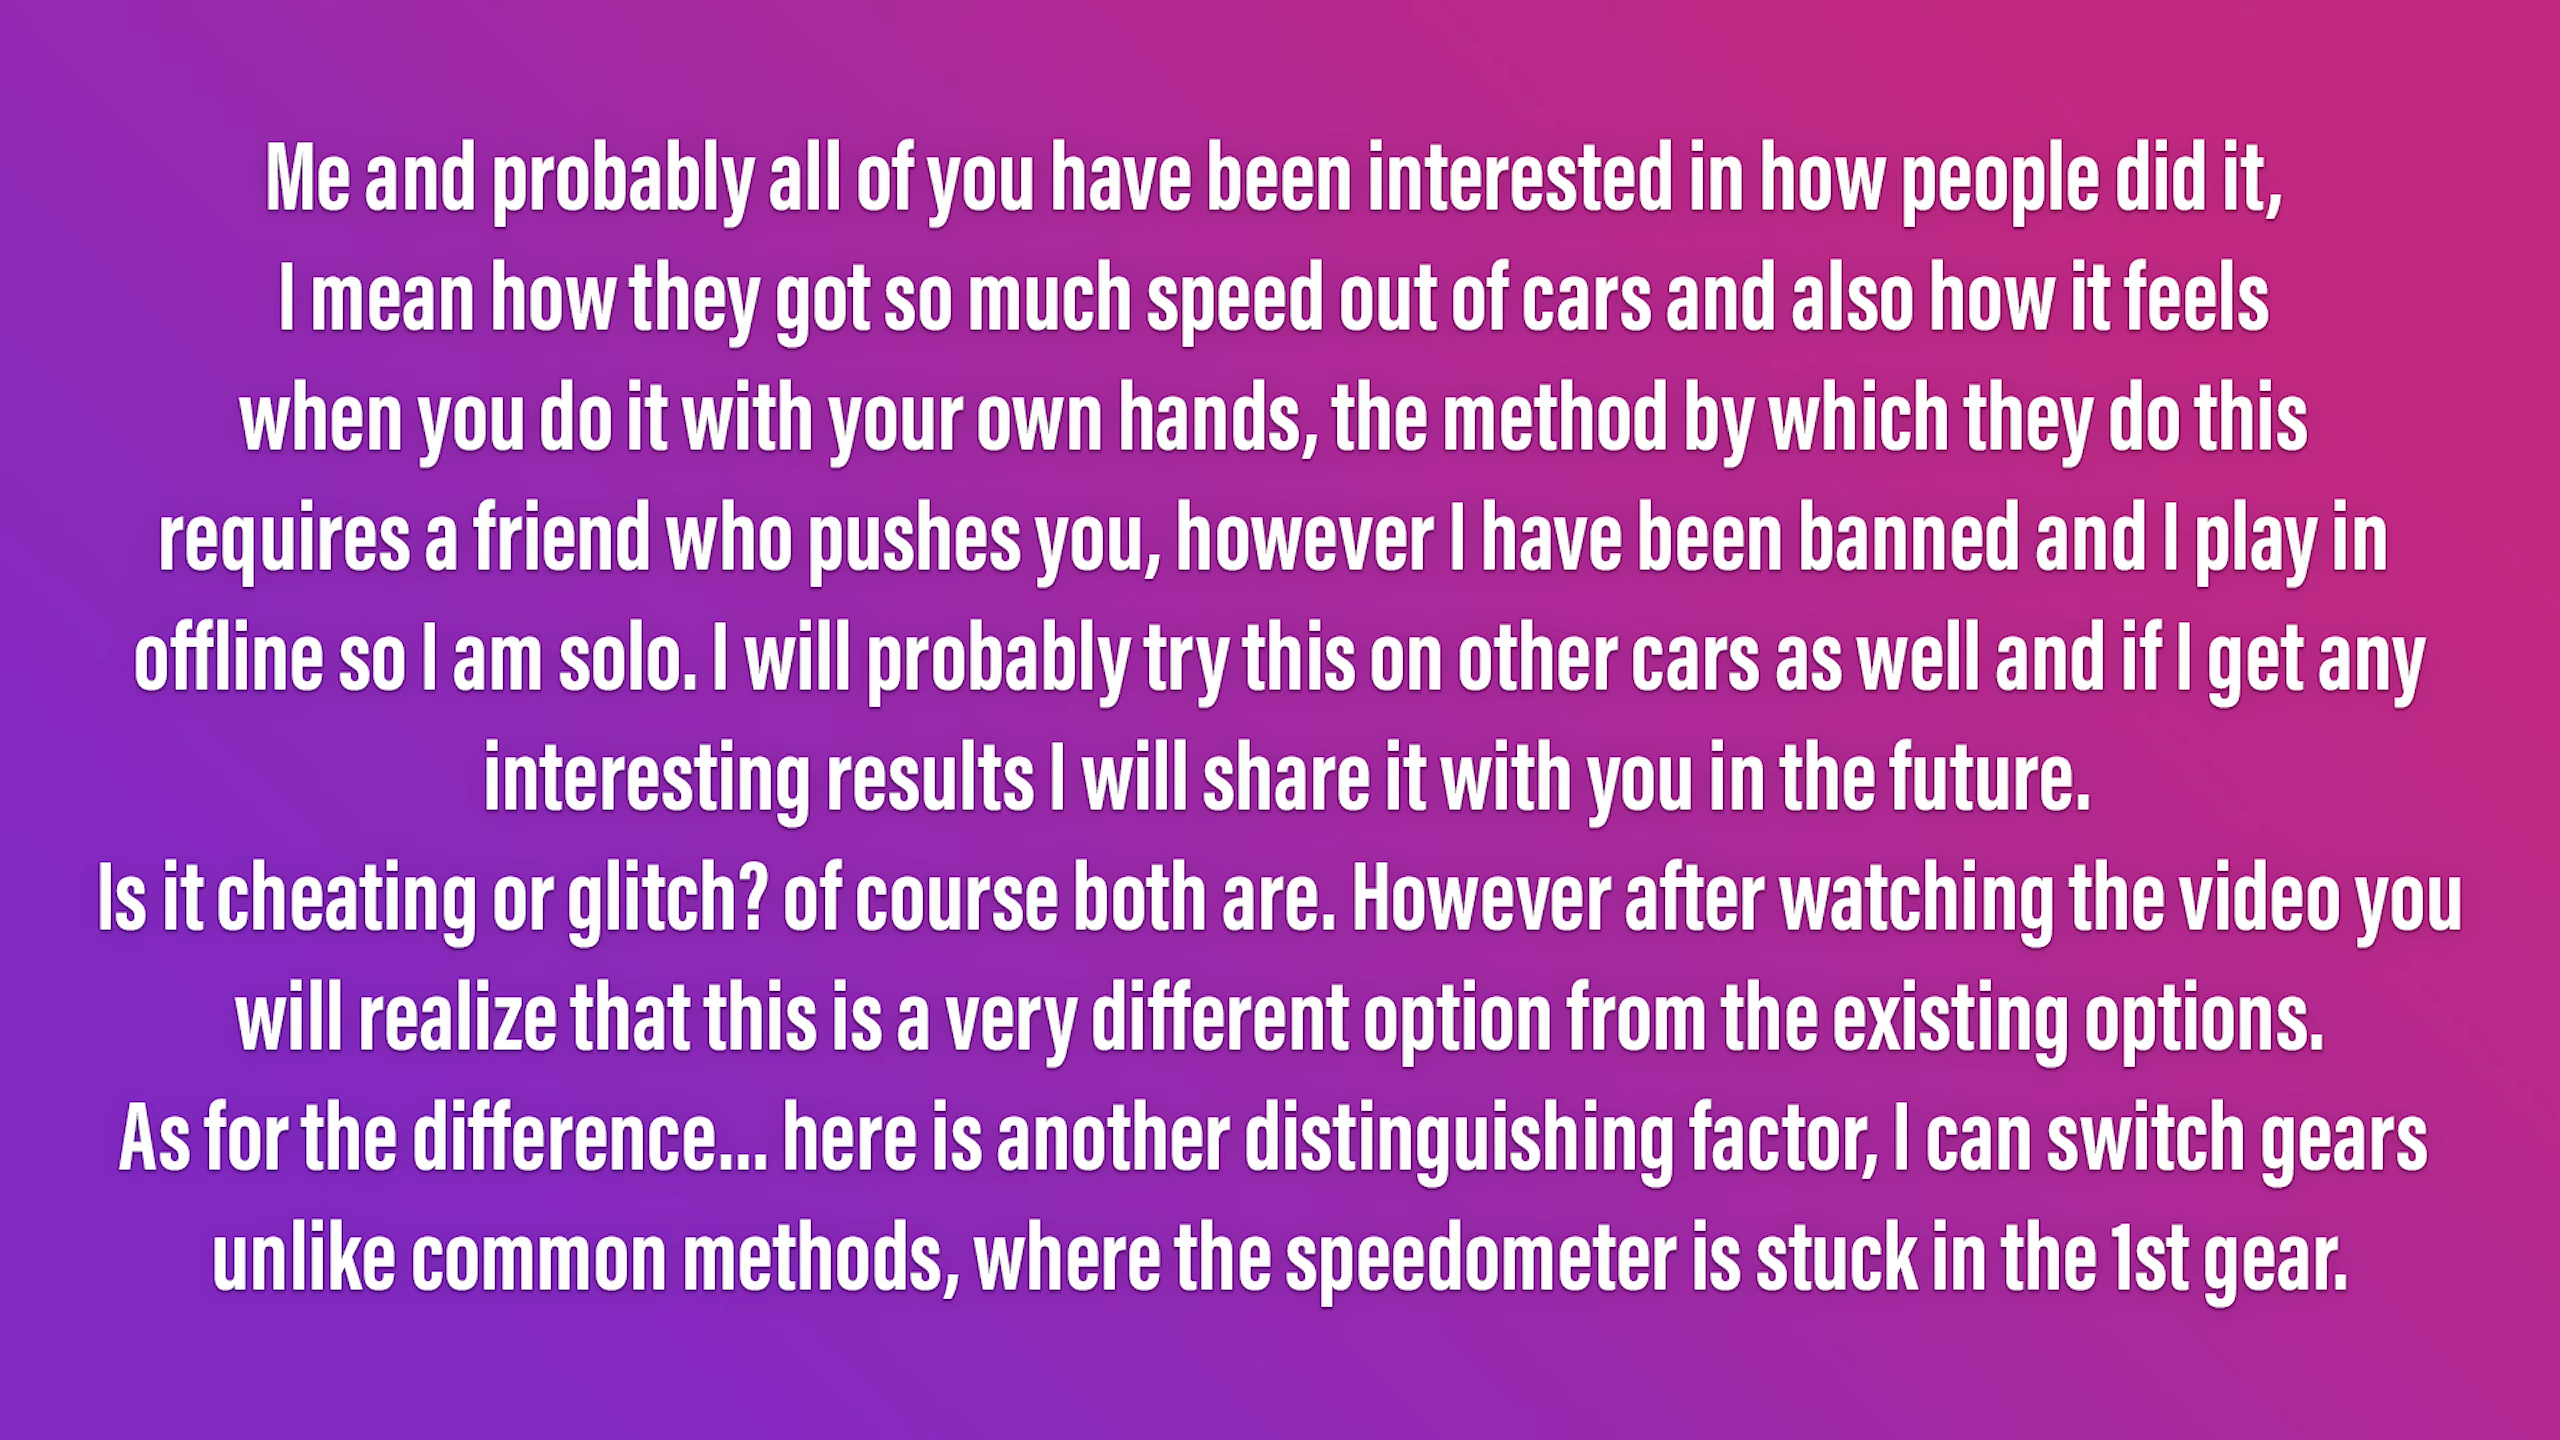 Me and probably all of you have been interested in how people did it,
I mean how they got so much speed out of cars and also how it feels
when you do it with your own hands, the method by which they do this
requires a friend who pushes you, however I have been banned and I play in
offline so I am solo. I will probably try this on other cars as well and if I get any
interesting results I will share it with you in the future.
Is it cheating or glitch? of course both are. However after watching the video you
will realize that this is a very different option from the existing options.
As for the difference... here is another distinguishing factor, I can switch gears
unlike common methods, where the speedometer is stuck in the 1st gear.